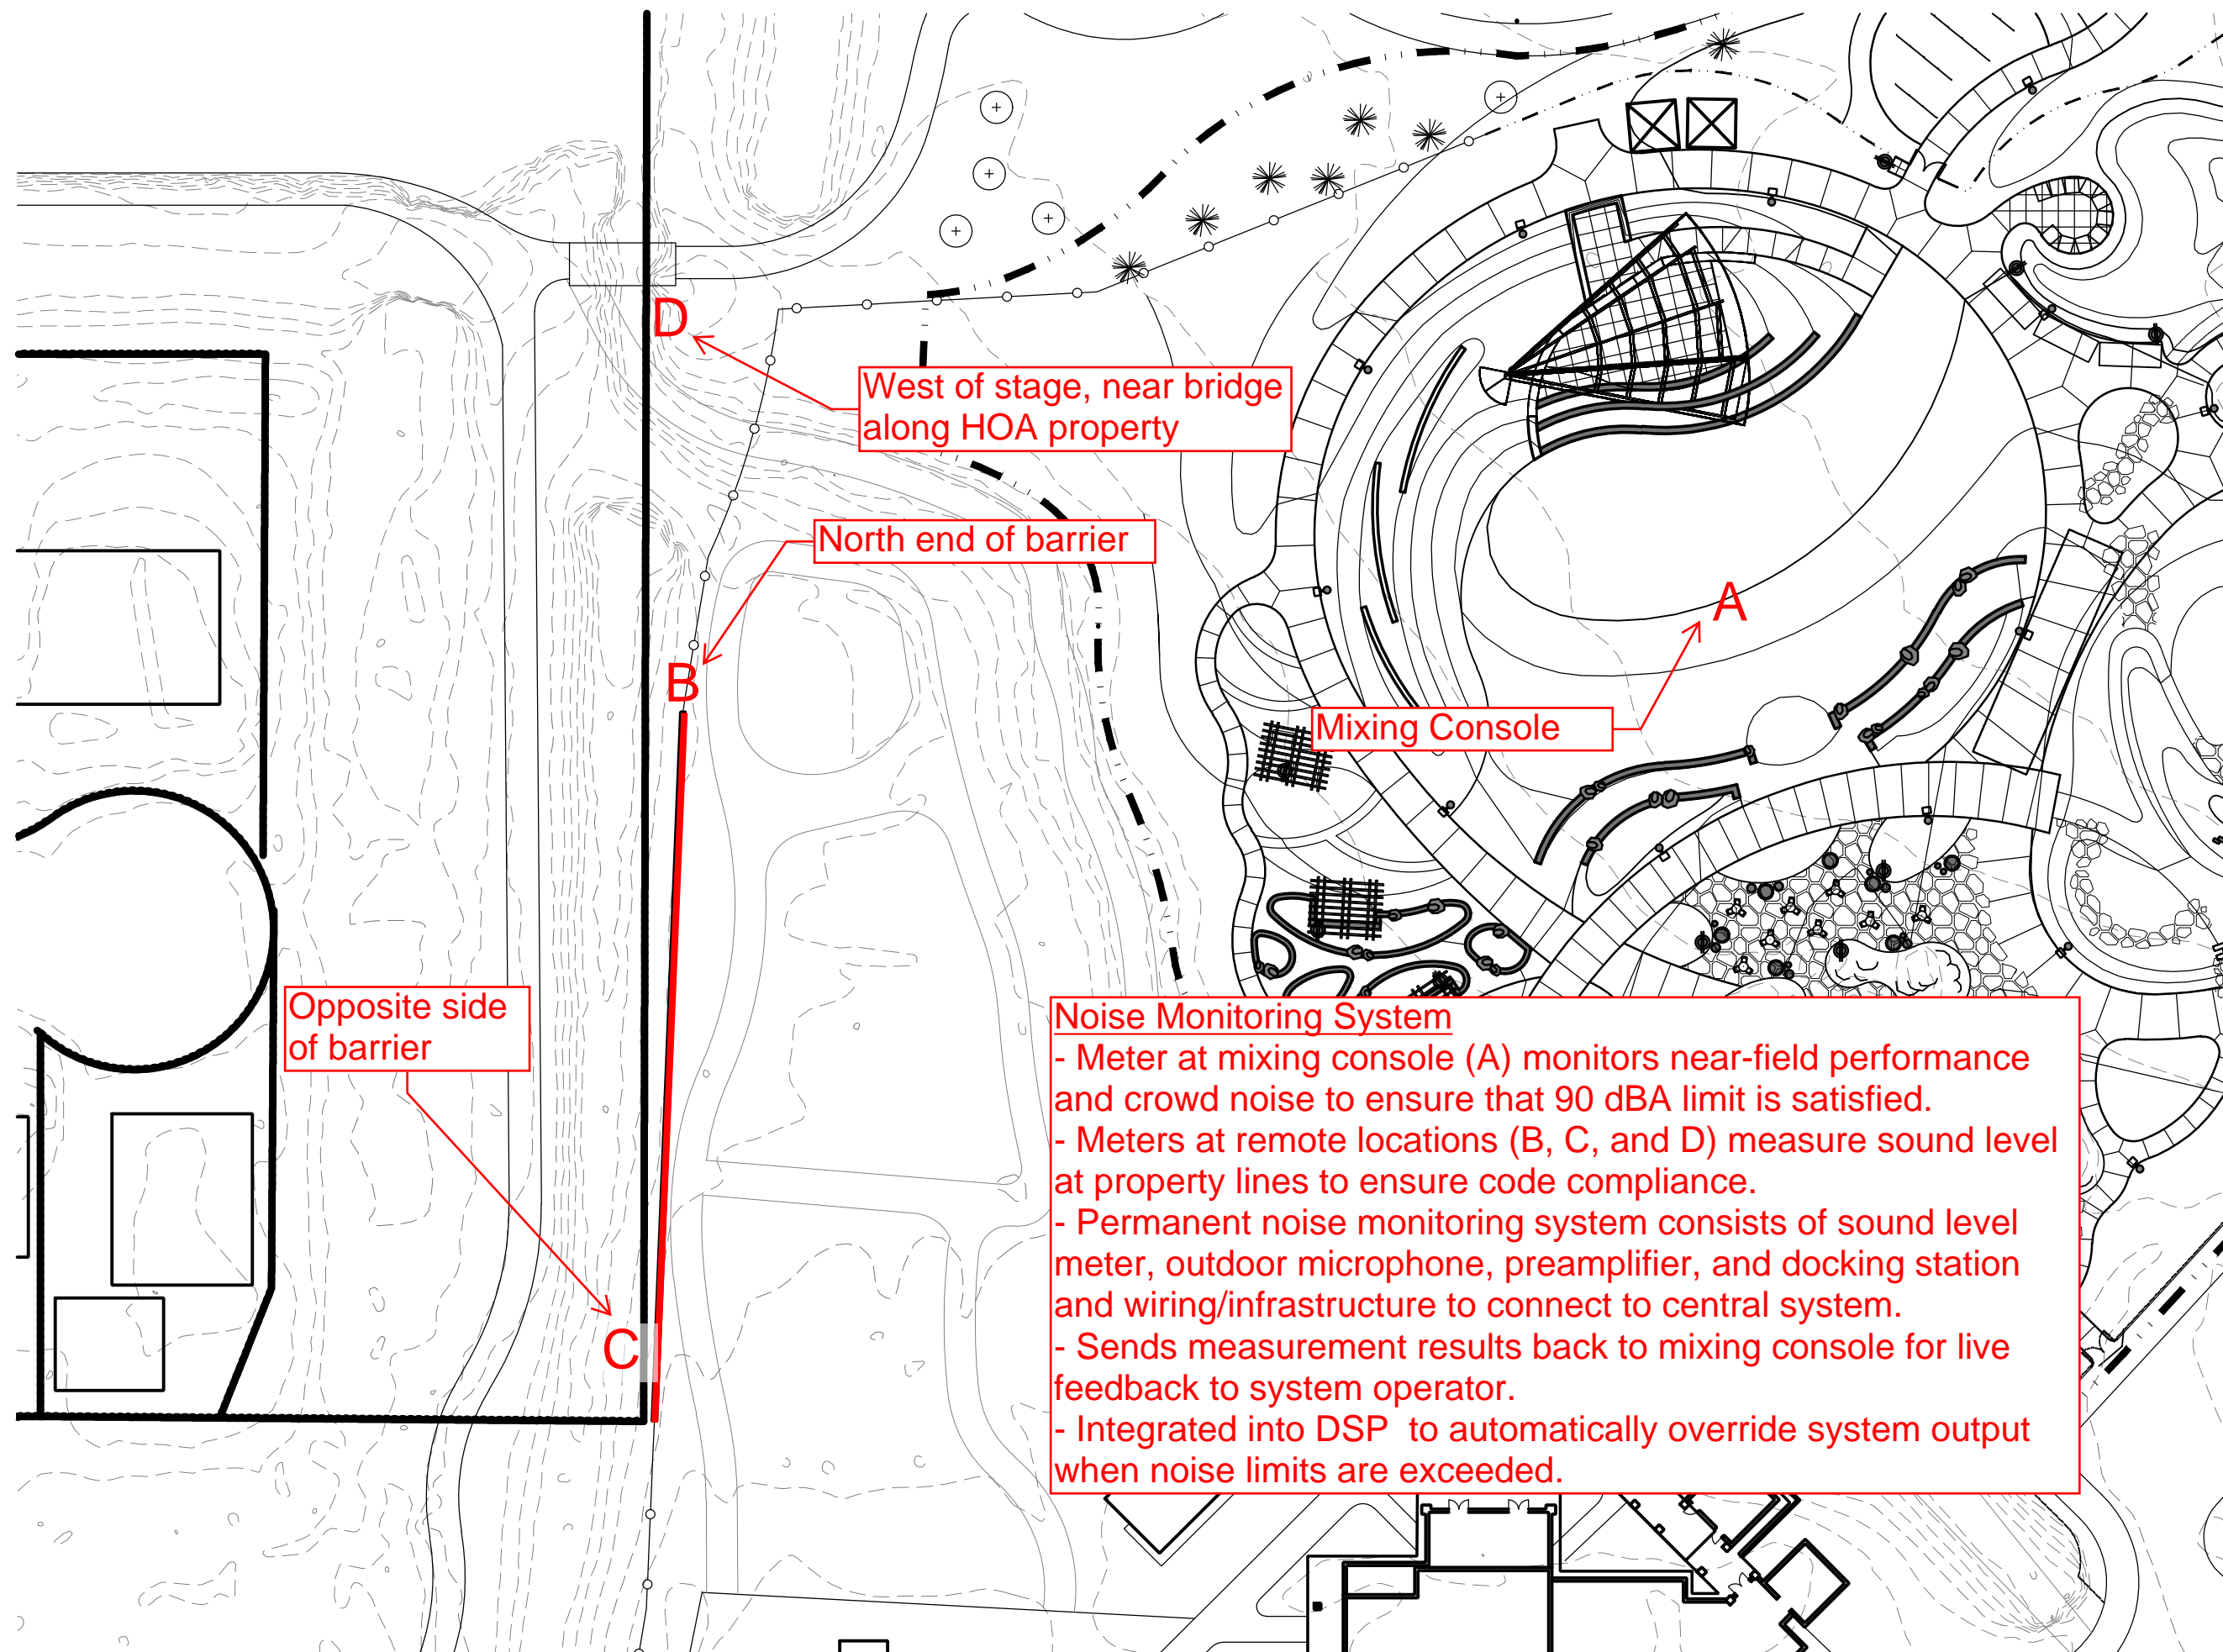 D
West of stage, near bridge
along HOA property
North end of barrier
B
A
Mixing Console
Opposite side
of barrier
C
Noise Monitoring System
- Meter at mixing console (A) monitors near-field performance
and crowd noise to ensure that 90 dBA limit is satisfied.
- Meters at remote locations (B, C, and D) measure sound level
at property lines to ensure code compliance.
- Permanent noise monitoring system consists of sound level
meter, outdoor microphone, preamplifier, and docking station
and wiring/infrastructure to connect to central system.
- Sends measurement results back to mixing console for live
feedback to system operator.
- Integrated into DSP  to automatically override system output
when noise limits are exceeded.